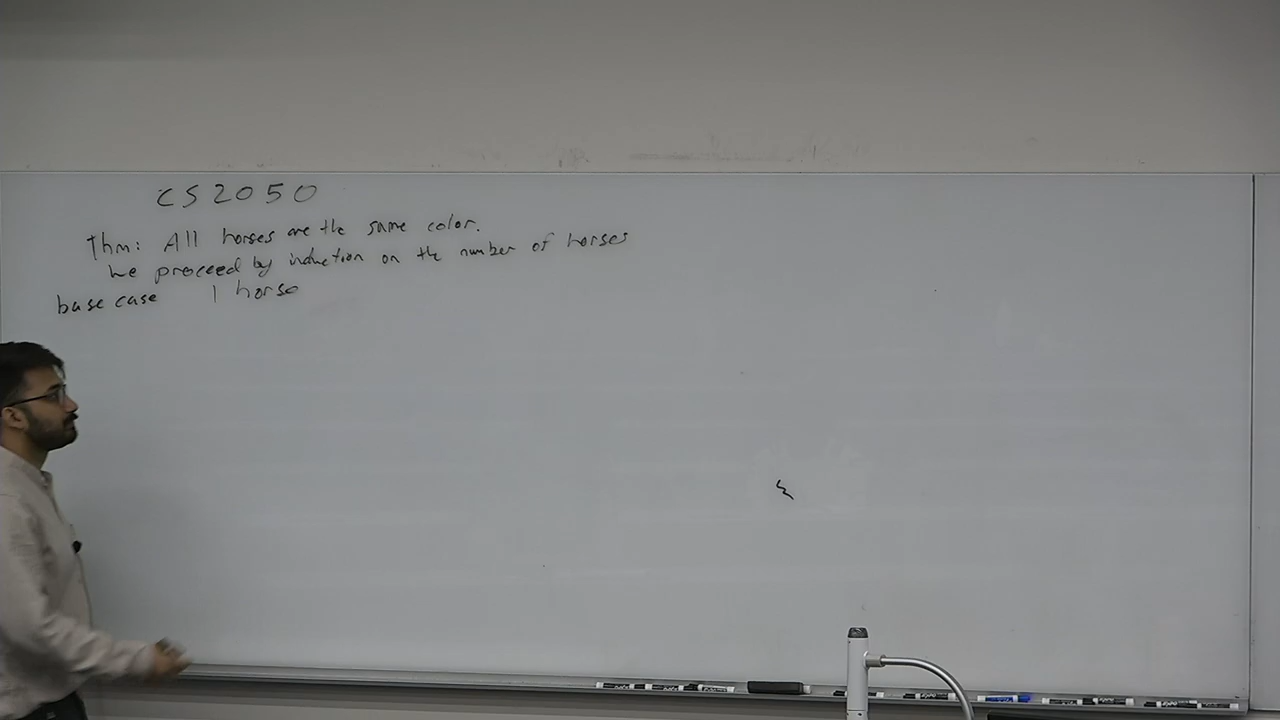 CS2050
Thm: All horses are the same color.
We proceed by induction on the number of horses
base case 1 horse